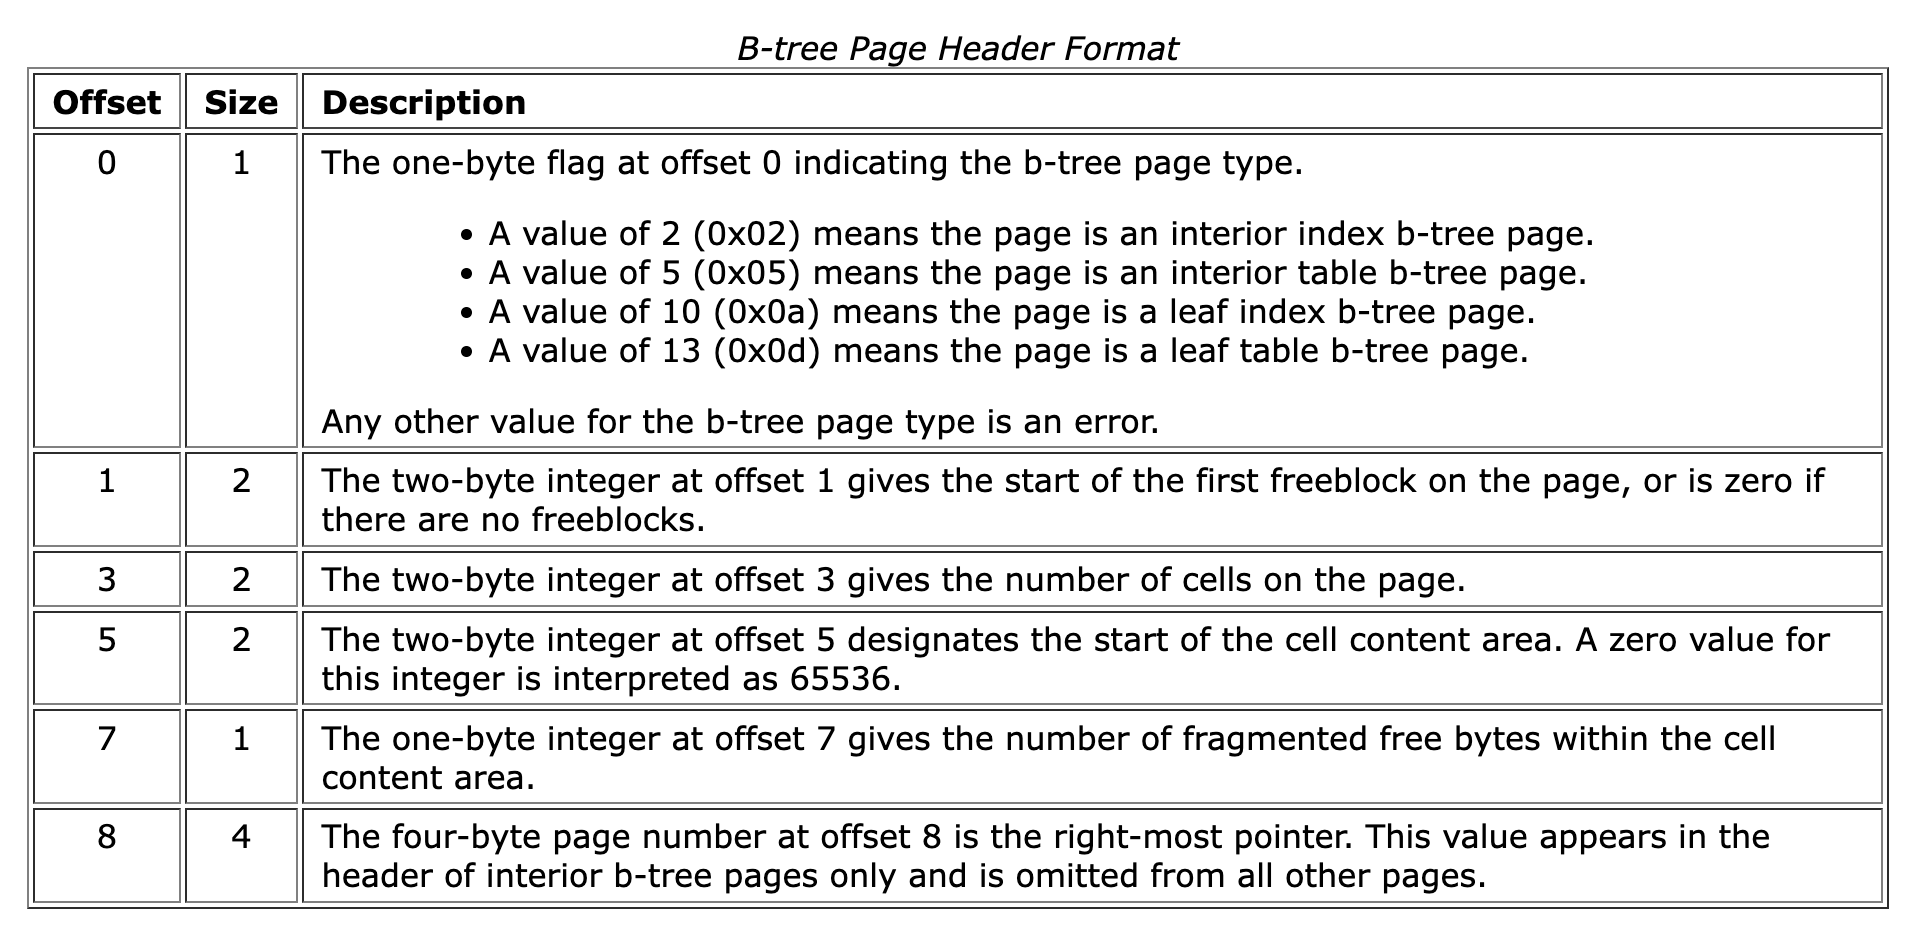 B-tree Page Header Format
Offset Size Description
0 1 The one-byte flag at offset 0 indicating the b-tree page type.
• A value of 2 (0x02) means the page is an interior index b-tree page.
• A value of 5 (0x05) means the page is an interior table b-tree page.
• A value of 10 (0x0a) means the page is a leaf index b-tree page.
• A value of 13 (0x0d) means the page is a leaf table b-tree page.
Any other value for the b-tree page type is an error.
1 2 The two-byte integer at offset 1 gives the start of the first freeblock on the page, or is zero if
there are no freeblocks.
3 2 The two-byte integer at offset 3 gives the number of cells on the page.
5 2 The two-byte integer at offset 5 designates the start of the cell content area. A zero value for
this integer is interpreted as 65536.
7 1 The one-byte integer at offset 7 gives the number of fragmented free bytes within the cell
content area.
8 4 The four-byte page number at offset 8 is the right-most pointer. This value appears in the
header of interior b-tree pages only and is omitted from all other pages.